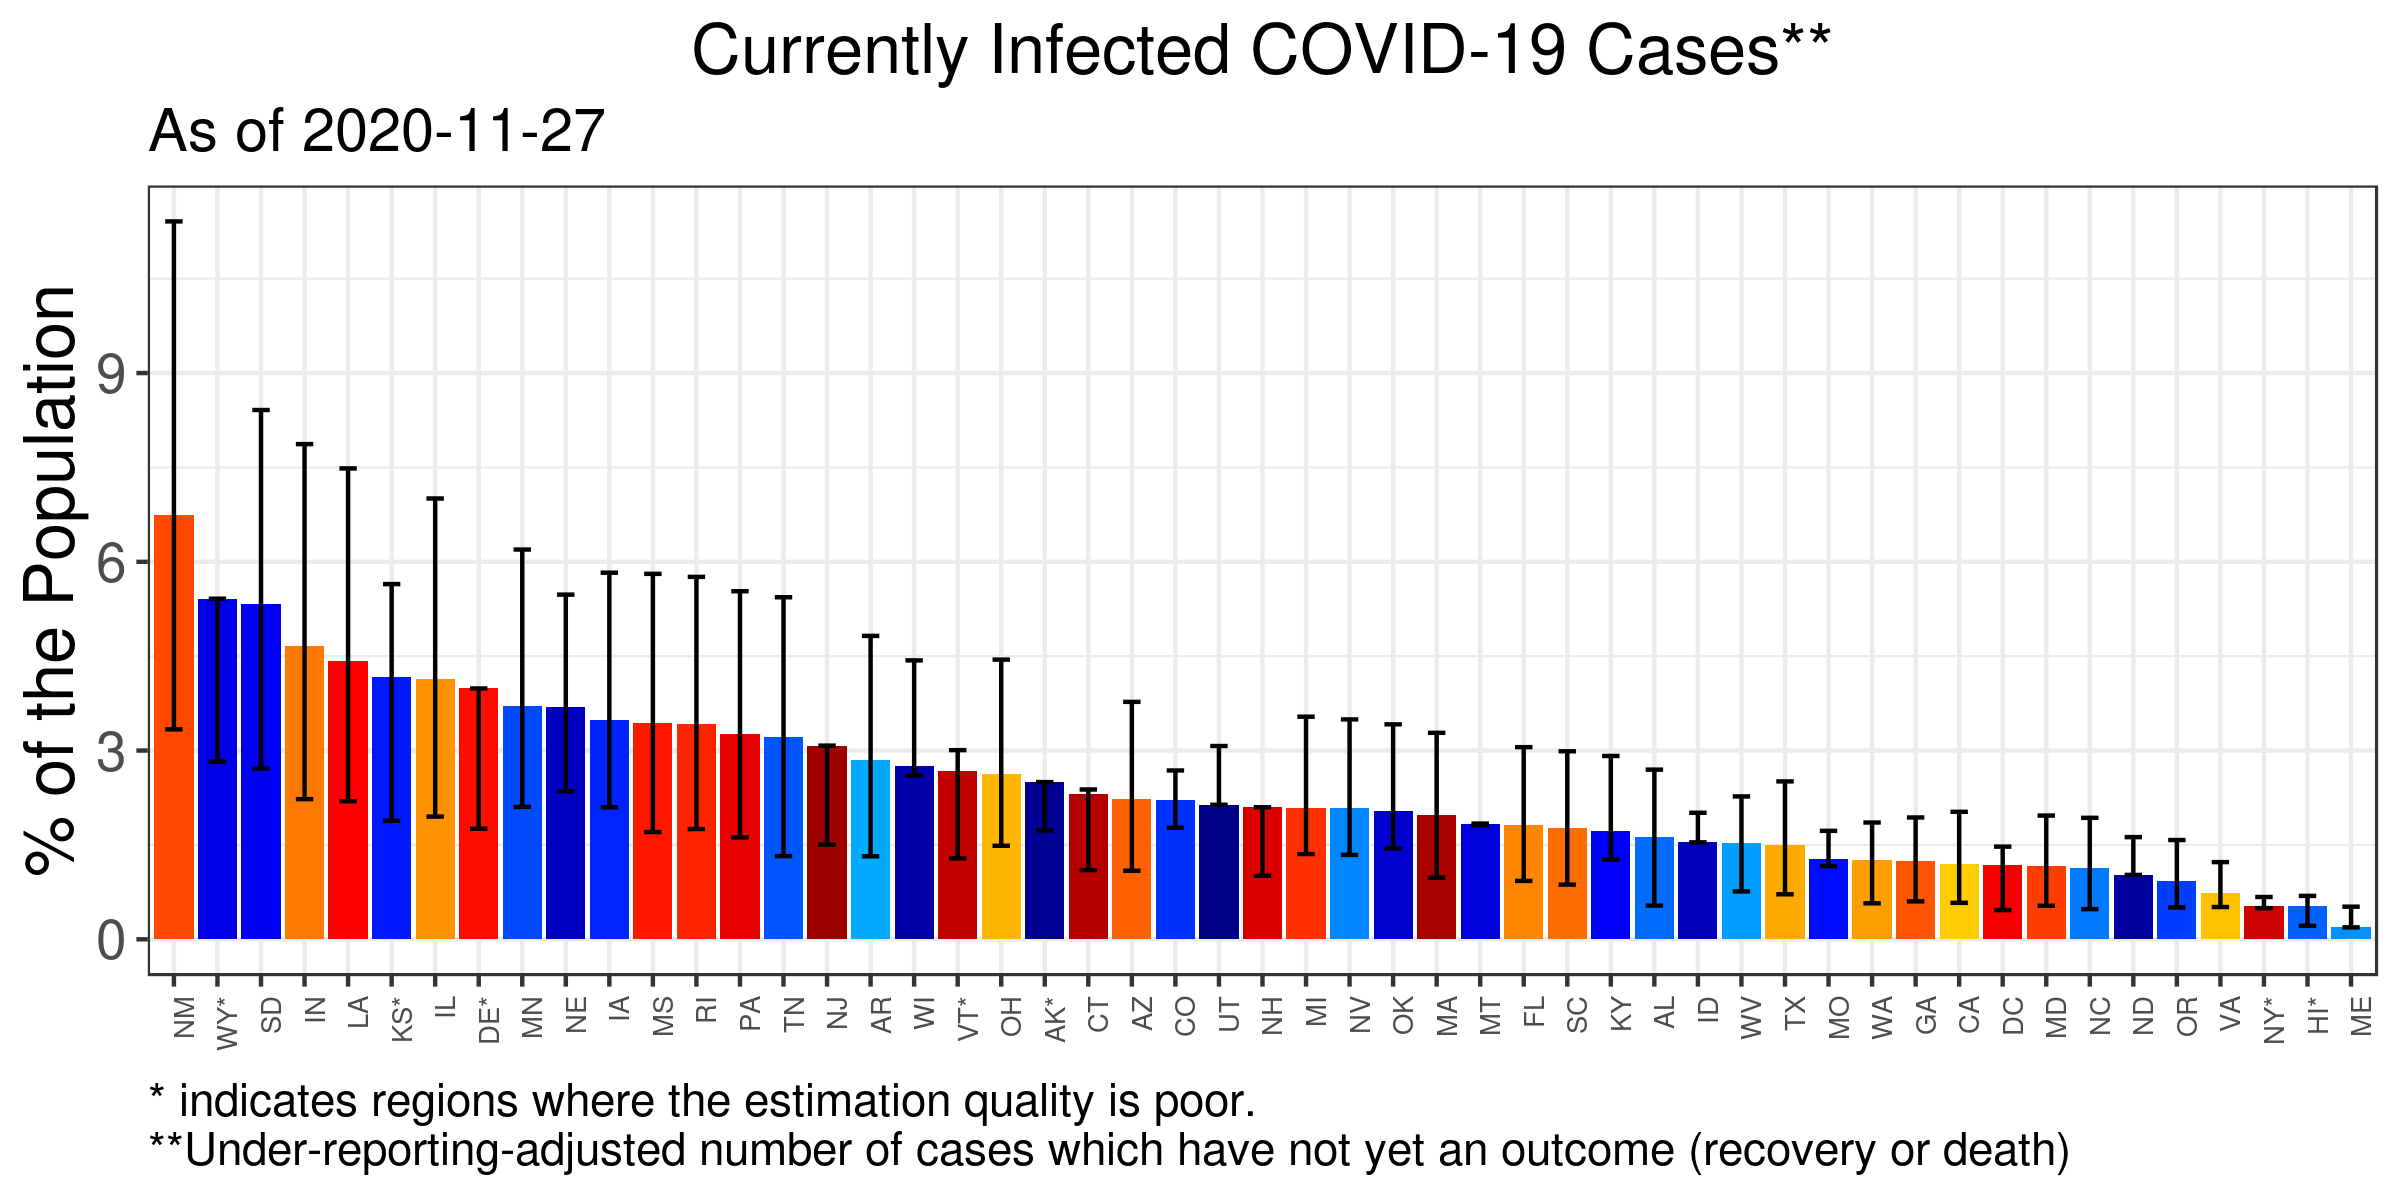 Currently Infected COVID-19 Cases**
As of 2020-11-27
% of the Population
9
6
3
0
NM WY* SD IN LA KS* IL DE* MN NE IA MS RI PA TN NJ AR WI VT* OH AK* CT AZ CO UT NH MI NV OK MA MT FL SC KY AL ID WV TX MO WA GA CA DC MD NC ND OR VA NY* HI* ME
* indicates regions where the estimation quality is poor.
**Under-reporting-adjusted number of cases which have not yet an outcome (recovery or death)